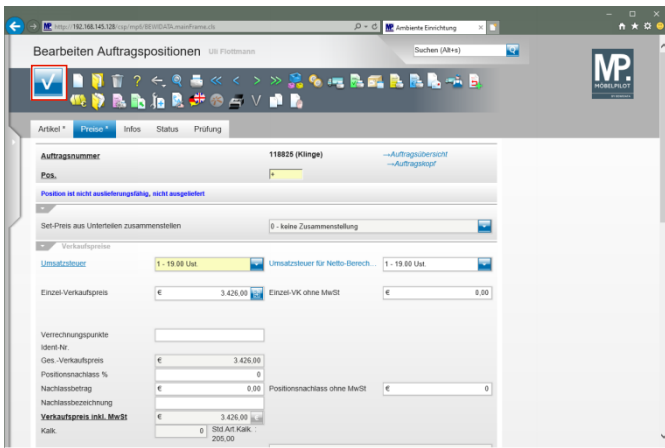 http://192.168.145.128/csp/mpli/BEWIDATA.mainFrame.cls
Ambiente Einrichtung
Bearbeiten Auftragspositionen Uli Flottmann
Suchen (Alt+s)
MP.
MÖBELPILOT
Artikel * Preise * Infos Status Prüfung
Auftragsnummer 118825 (Klinge) →Auftragsübersicht
→Auftragskopf
Pos. +
Position ist nicht auslieferungsfähig, nicht ausgeliefert
Set-Preis aus Unterteilen zusammenstellen 0 - keine Zusammenstellung
Verkaufspreise
Umsatzsteuer 1 - 19.00 Ust. Umsatzsteuer für Netto-Berech... 1 - 19.00 Ust.
Einzel-Verkaufspreis € 3.426,00 Einzel-VK ohne MwSt € 0,00
Verrechnungspunkte
Ident-Nr.
Ges.-Verkaufspreis € 3.426,00
Positionsnachlass % 0
Nachlassbetrag € 0,00 Positionsnachlass ohne MwSt € 0
Nachlassbezeichnung
Verkaufspreis inkl. MwSt € 3.426,00
Kalk. 0 Std.Art.Kalk. :
205,00